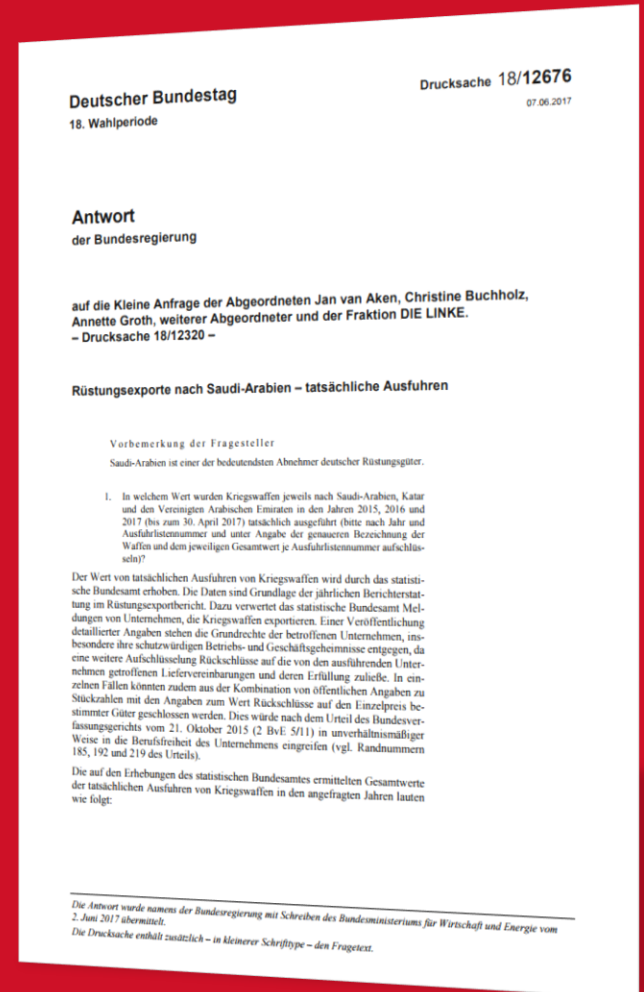 Deutscher Bundestag
18. Wahlperiode
Drucksache 18/12676
07.06.2017
Antwort
der Bundesregierung
auf die Kleine Anfrage der Abgeordneten Jan van Aken, Christine Buchholz,
Annette Groth, weiterer Abgeordneter und der Fraktion DIE LINKE.
– Drucksache 18/12320 –
Rüstungsexporte nach Saudi-Arabien – tatsächliche Ausfuhren
Vorbemerkung der Fragesteller
Saudi-Arabien ist einer der bedeutendsten Abnehmer deutscher Rüstungsgüter.
1. In welchem Wert wurden Kriegswaffen jeweils nach Saudi-Arabien, Katar
und den Vereinigten Arabischen Emiraten in den Jahren 2015, 2016 und
2017 (bis zum 30. April 2017) tatsächlich ausgeführt (bitte nach Jahr und
Ausfuhrlistennummer und unter Angabe der genaueren Bezeichnung der
Waffen und dem jeweiligen Gesamtwert je Ausfuhrlistennummer aufschlüs-
seln)?
Der Wert von tatsächlichen Ausfuhren von Kriegswaffen wird durch das statisti-
sche Bundesamt erhoben. Die Daten sind Grundlage der jährlichen Berichterstat-
tung im Rüstungsexportbericht. Dazu verwertet das statistische Bundesamt Mel-
dungen von Unternehmen, die Kriegswaffen exportieren. Einer Veröffentlichung
detaillierter Angaben stehen die Grundrechte der betroffenen Unternehmen, ins-
besondere ihre schutzwürdigen Betriebs- und Geschäftsgeheimnisse entgegen, da
eine weitere Aufschlüsselung Rückschlüsse auf die von den ausführenden Unter-
nehmen getroffenen Liefervereinbarungen und deren Erfüllung zuließe. In ein-
zelnen Fällen könnten zudem aus der Kombination von öffentlichen Angaben zu
Stückzahlen mit den Angaben zum Wert Rückschlüsse auf den Einzelpreis be-
stimmter Güter geschlossen werden. Dies würde nach dem Urteil des Bundesver-
fassungsgerichts vom 21. Oktober 2015 (2 BvE 5/11) in unverhältnismäßiger
Weise in die Berufsfreiheit des Unternehmens eingreifen (vgl. Randnummern
185, 192 und 219 des Urteils).
Die auf den Erhebungen des statistischen Bundesamtes ermittelten Gesamtwerte
der tatsächlichen Ausfuhren von Kriegswaffen in den angefragten Jahren lauten
wie folgt:
Die Antwort wurde namens der Bundesregierung mit Schreiben des Bundesministeriums für Wirtschaft und Energie vom
2. Juni 2017 übermittelt.
Die Drucksache enthält zusätzlich – in kleinerer Schrifttype – den Fragetext.